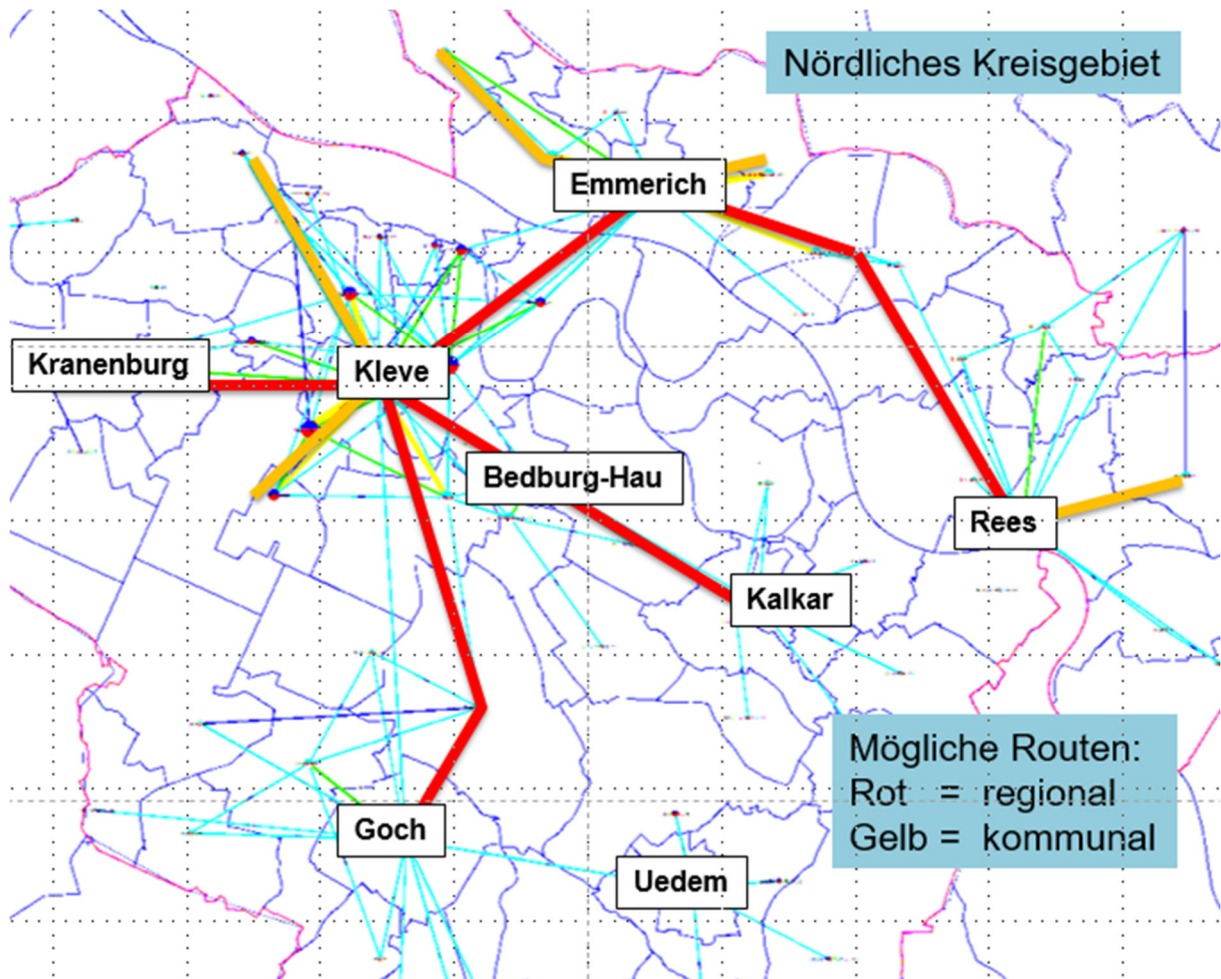 Nördliches Kreisgebiet
Emmerich
Kranenburg
Kleve
Bedburg-Hau
Rees
Kalkar
Mögliche Routen:
Rot = regional
Gelb = kommunal
Goch
Uedem